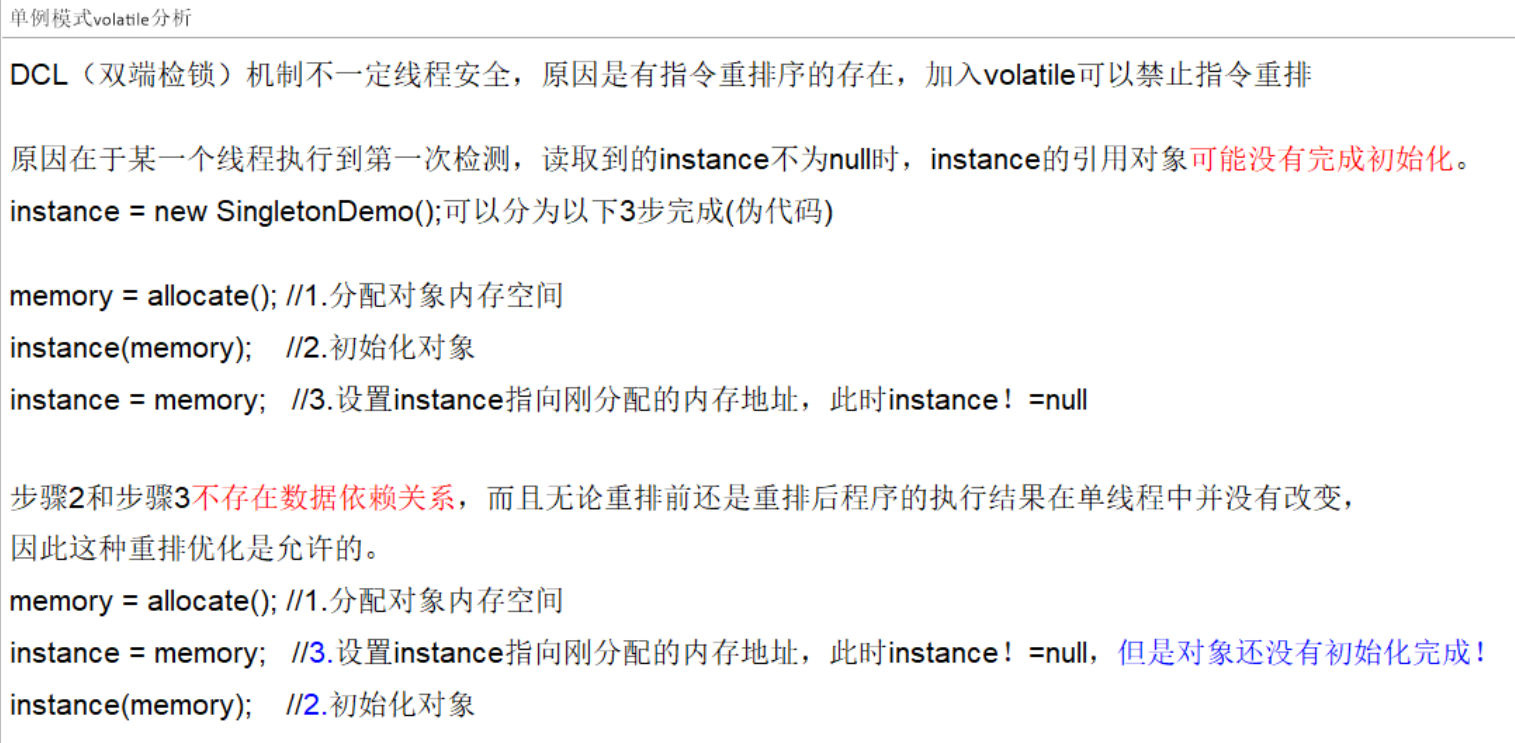 单例模式volatile分析
DCL（双端检锁）机制不一定线程安全，原因是有指令重排序的存在，加入volatile可以禁止指令重排
原因在于某一个线程执行到第一次检测，读取到的instance不为null时，instance的引用对象可能没有完成初始化。
instance = new SingletonDemo();可以分为以下3步完成(伪代码)
memory = allocate(); //1.分配对象内存空间
instance(memory);    //2.初始化对象
instance = memory;   //3.设置instance指向刚分配的内存地址，此时instance！=null
步骤2和步骤3不存在数据依赖关系，而且无论重排前还是重排后程序的执行结果在单线程中并没有改变，
因此这种重排优化是允许的。
memory = allocate(); //1.分配对象内存空间
instance = memory;   //3.设置instance指向刚分配的内存地址，此时instance！=null，但是对象还没有初始化完成！
instance(memory);    //2.初始化对象